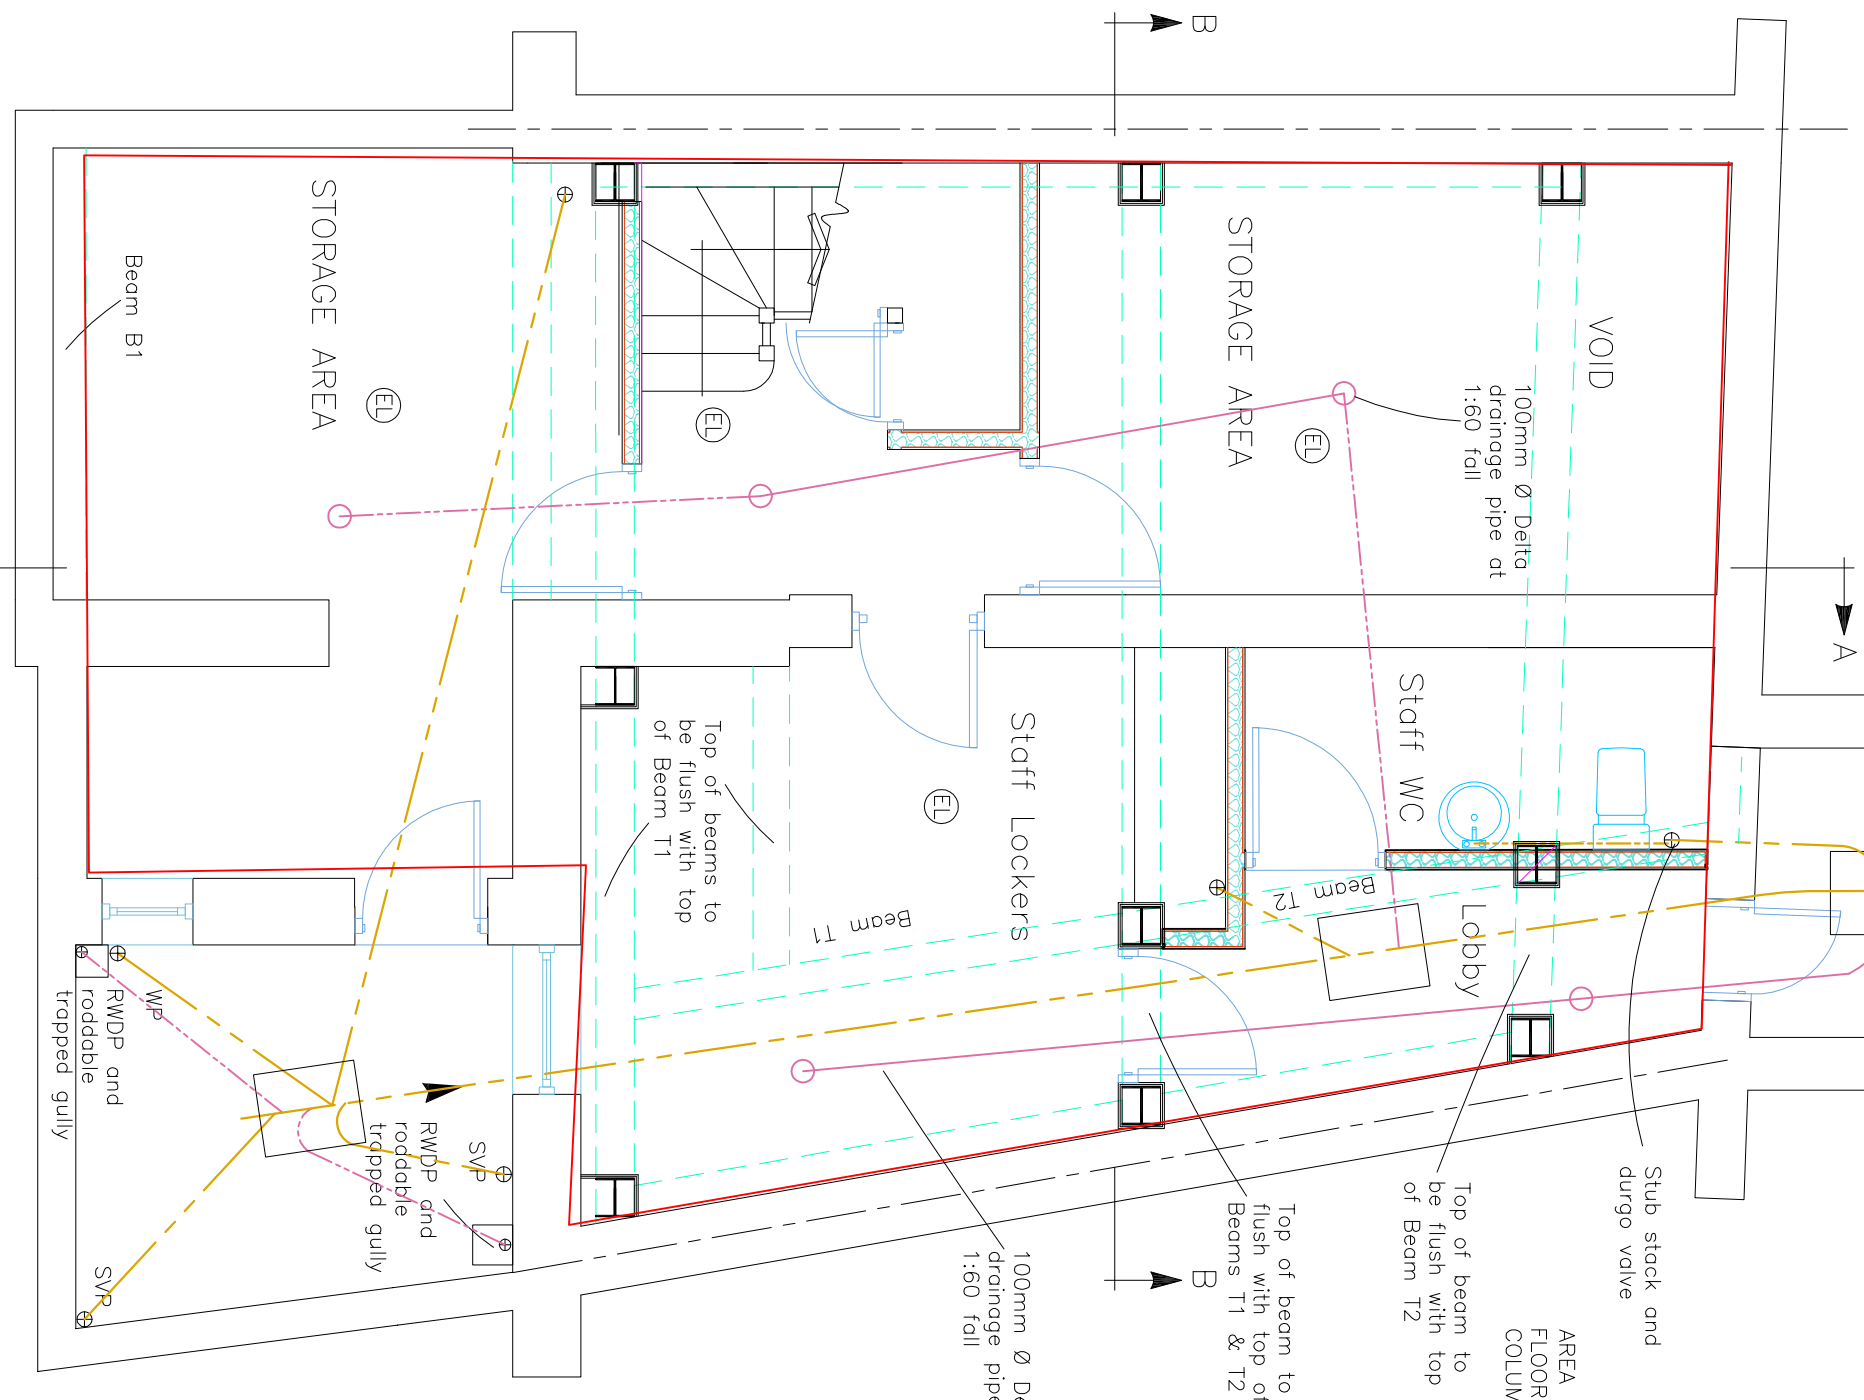 B
STORAGE AREA
Beam B1
EL
EL
STORAGE AREA
EL
VOID
100mm Ø Delta
drainage pipe at
1:60 fall
A
Staff WC
Staff Lockers
EL
Top of beams to
be flush with top
of Beam T1
Beam T1
Beam T2
Lobby
WP
RWDP and
roddable
trapped gully
SVP
RWDP and
roddable
trapped gully
SVP
Stub stack and
durgo valve
Top of beam to
be flush with top
of Beam T2
Top of beam to
flush with top of
Beams T1 & T2
B
100mm Ø De
drainage pipe
1:60 fall
AREA
FLOOR
COLUM